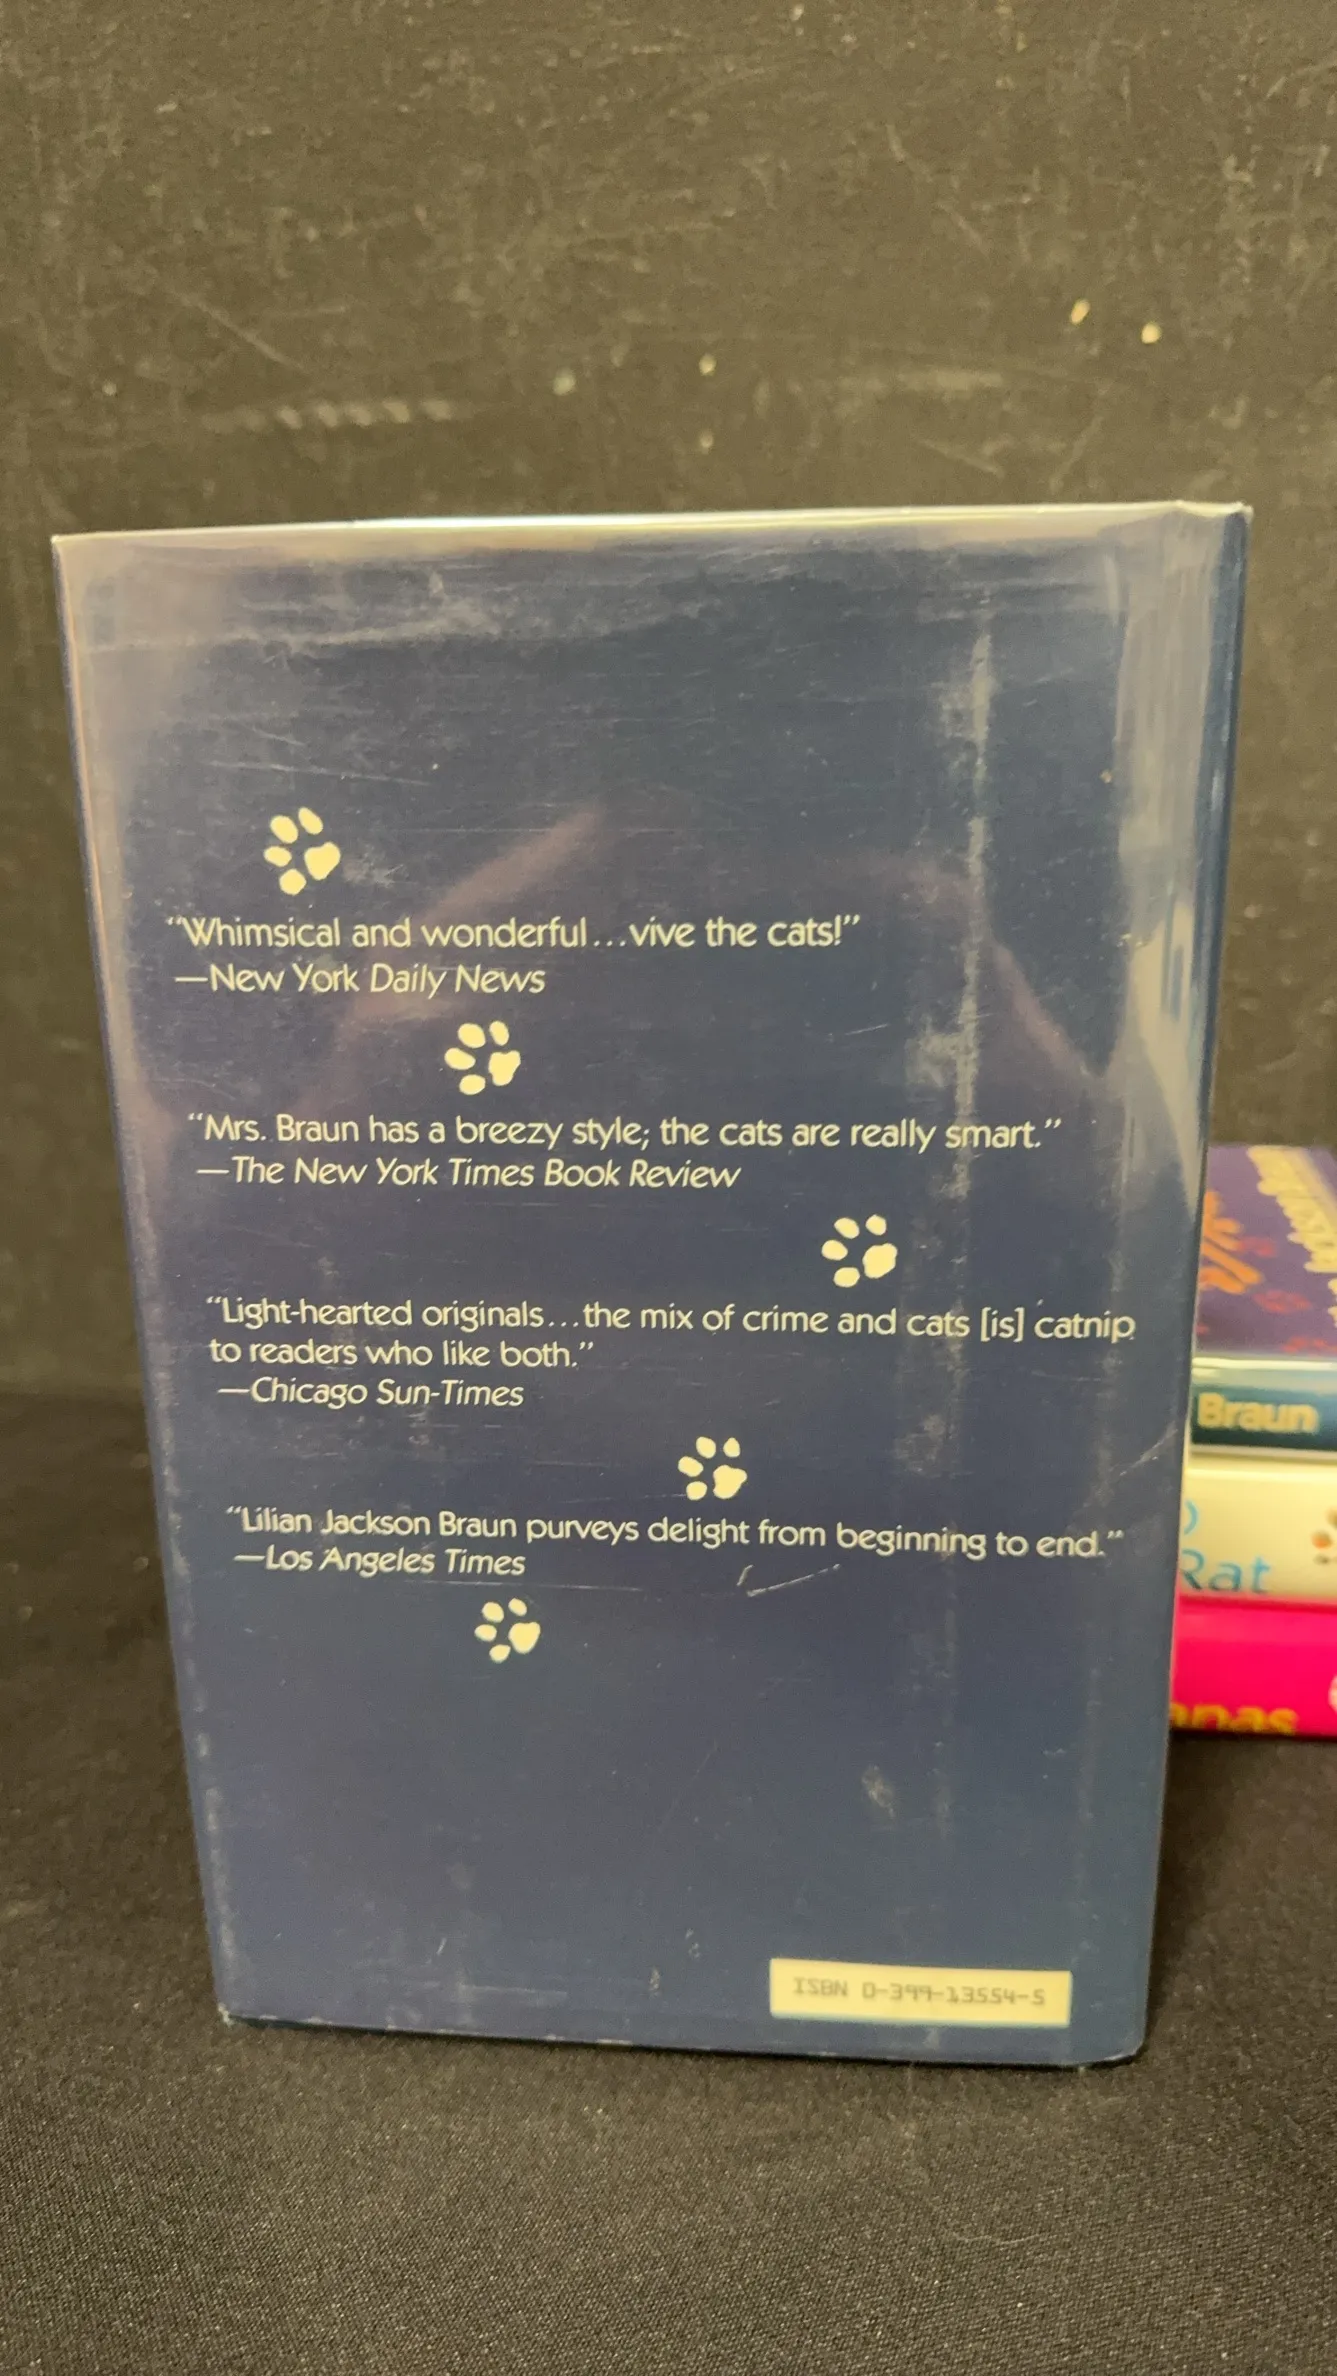 “Whimsical and wonderful...vive the cats!”
—New York Daily News
“Mrs. Braun has a breezy style; the cats are really smart.”
—The New York Times Book Review
“Light-hearted originals...the mix of crime and cats [is] catnip
to readers who like both.”
—Chicago Sun-Times
“Lilian Jackson Braun purveys delight from beginning to end.”
—Los Angeles Times
ISBN 0-399-13554-5
Braun
Rat